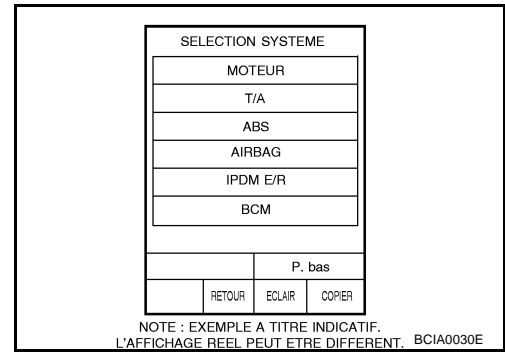 SELECTION SYSTEME
MOTEUR
T/A
ABS
AIRBAG
IPDM E/R
BCM
P. bas
RETOUR ECLAIR COPIER
NOTE : EXEMPLE A TITRE INDICATIF.
L'AFFICHAGE REEL PEUT ETRE DIFFERENT. BCIA0030E